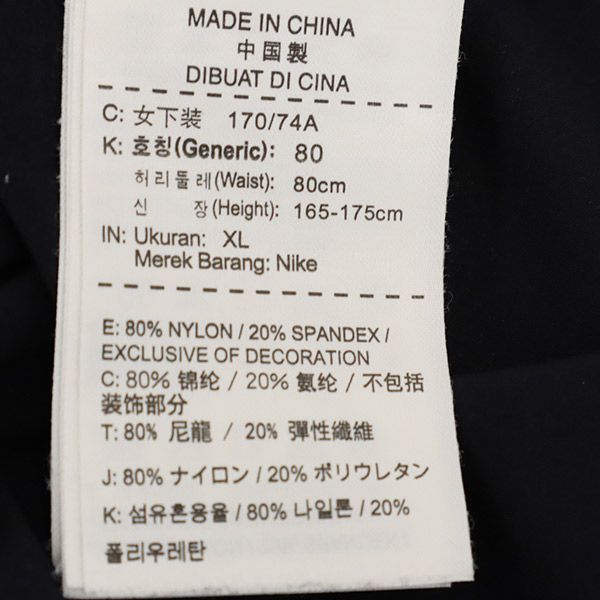 MADE IN CHINA
中国製
DIBUAT DI CINA
C: 女下装 170/74A
K: 호칭(Generic): 80
허리둘레(Waist): 80cm
신 장(Height): 165-175cm
IN: Ukuran: XL
Merek Barang: Nike
E: 80% NYLON / 20% SPANDEX /
EXCLUSIVE OF DECORATION
C: 80% 锦纶 / 20% 氨纶 / 不包括
装饰部分
T: 80% 尼龍 / 20% 彈性纖維
J: 80% ナイロン / 20% ポリウレタン
K: 섬유혼용율 / 80% 나일론 / 20%
폴리우레탄